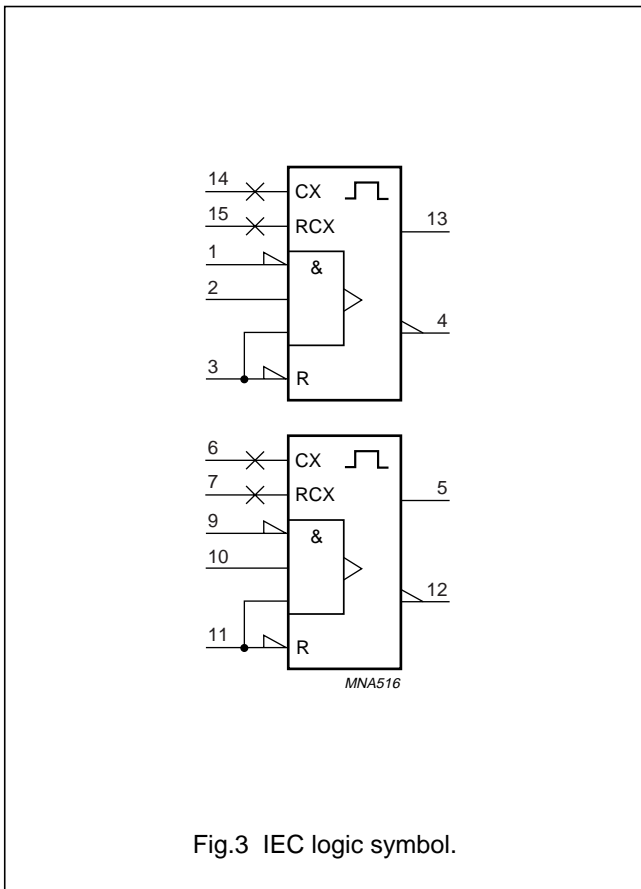 14 CX
15 RCX
13
1
&
2
4
3 R
6 CX
7 RCX
5
9
&
10
12
11 R
MNA516
Fig.3 IEC logic symbol.